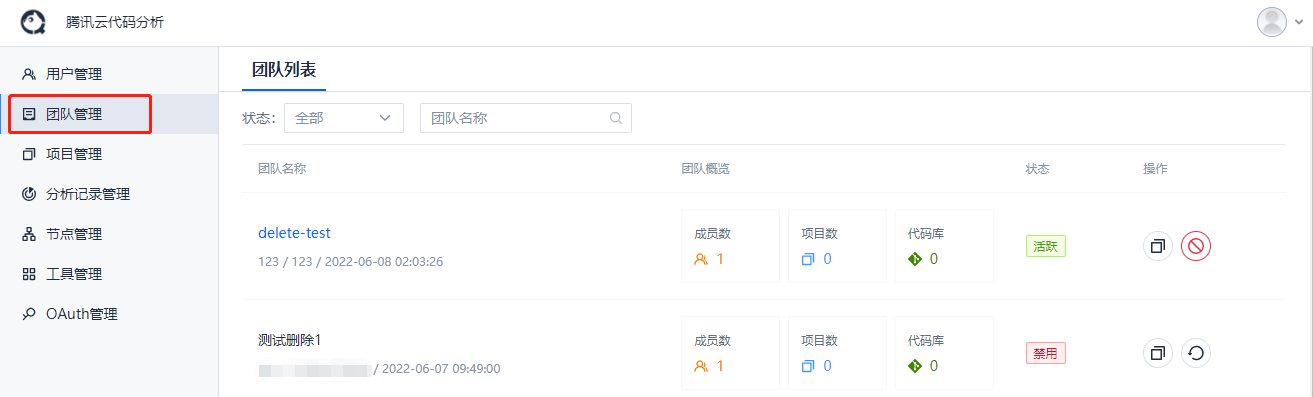 腾讯云代码分析
用户管理
团队管理
项目管理
分析记录管理
节点管理
工具管理
OAuth管理
团队列表
状态： 全部 团队名称
团队名称 团队概览 状态 操作
delete-test
123 / 123 / 2022-06-08 02:03:26
成员数 项目数 代码库
1 0 0
活跃
测试删除1
/ 2022-06-07 09:49:00
成员数 项目数 代码库
1 0 0
禁用